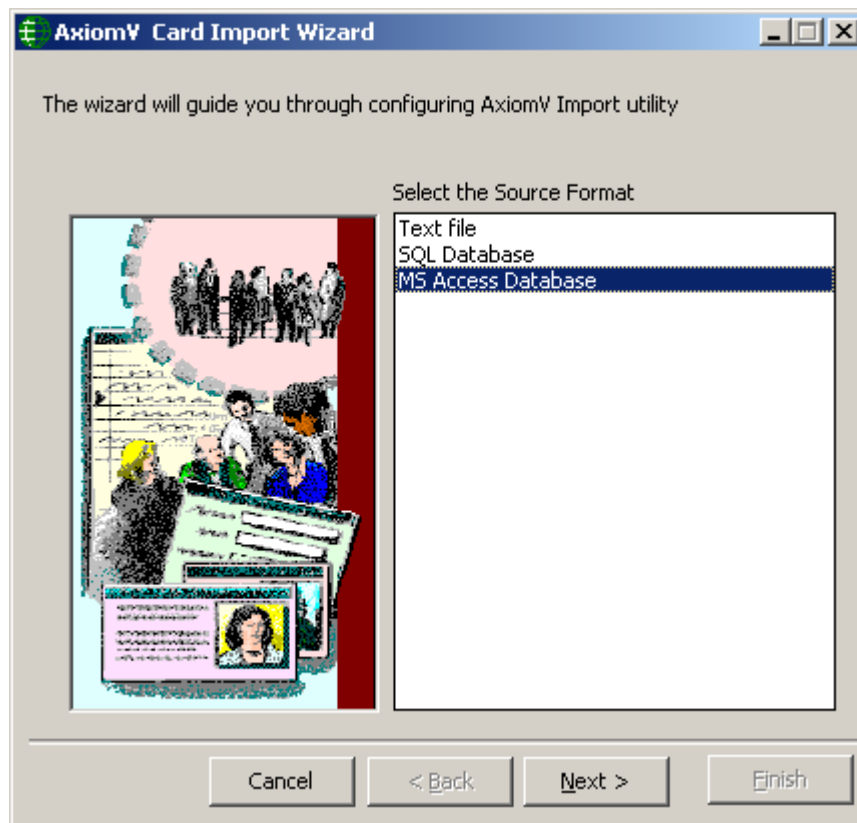 AxiomV Card Import Wizard
The wizard will guide you through configuring AxiomV Import utility
Select the Source Format
Text file
SQL Database
MS Access Database
Cancel
< Back
Next >
Finish